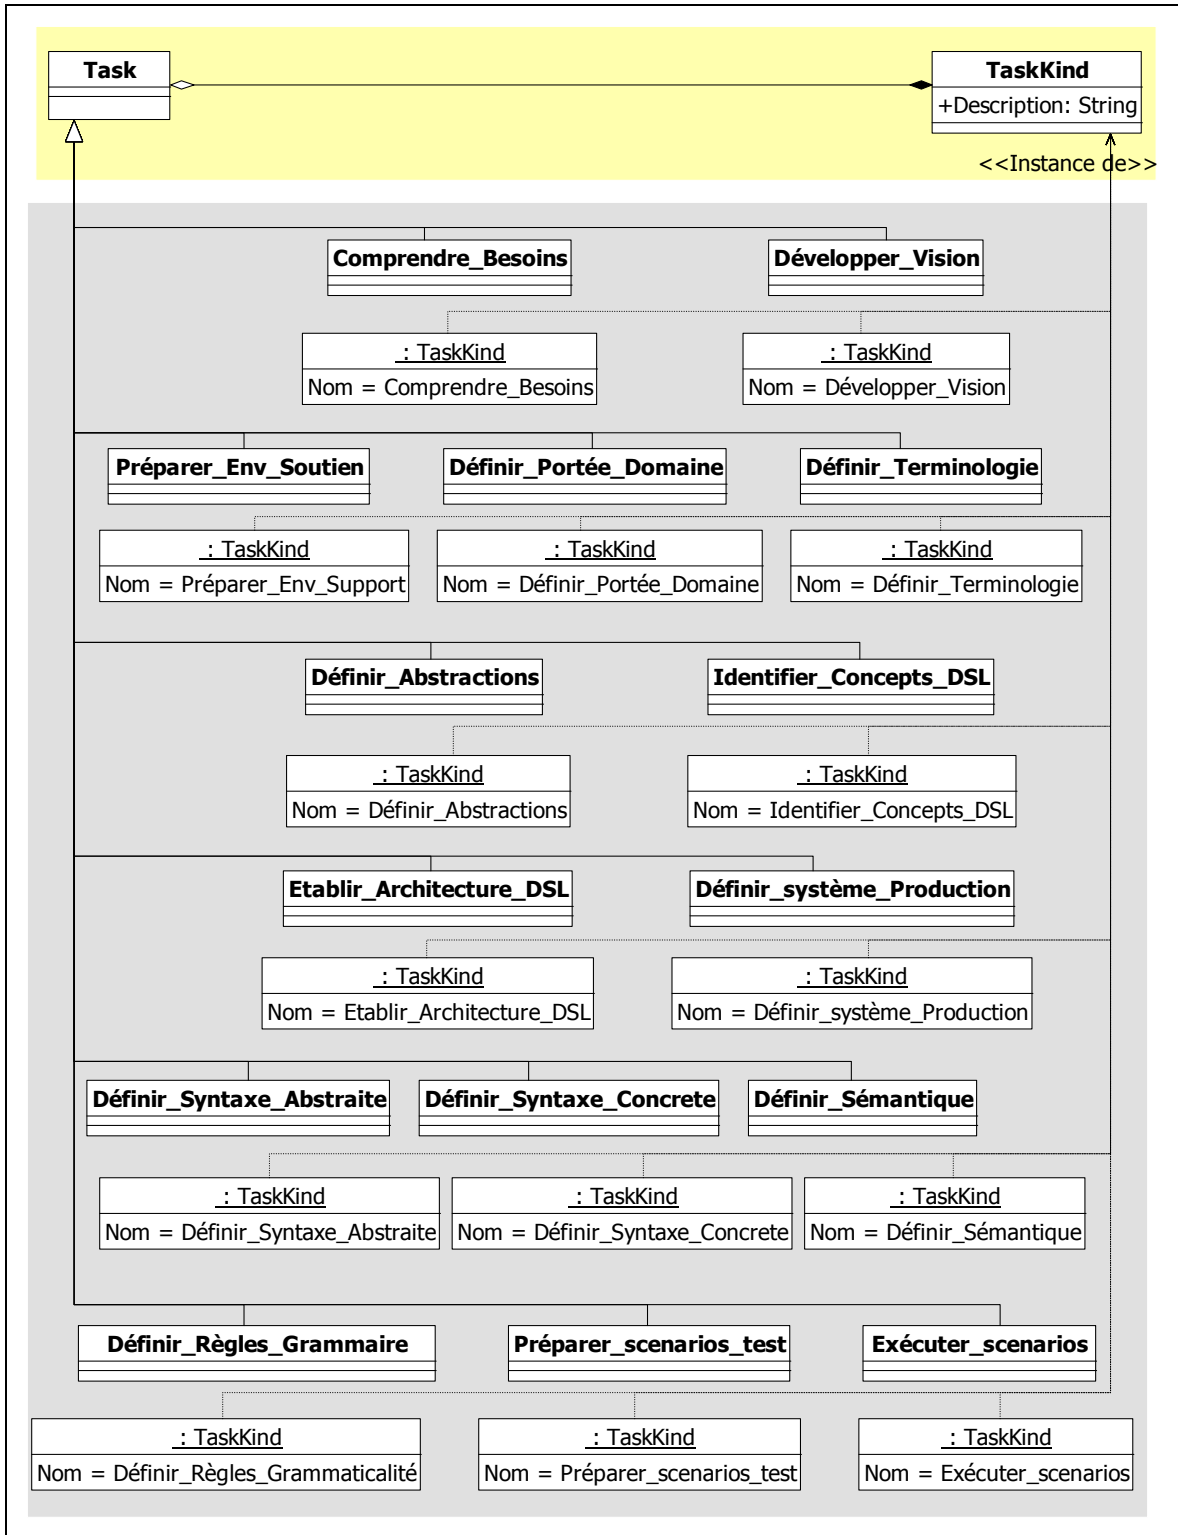 Task
TaskKind
+Description: String
<<Instance de>>
Comprendre_Besoins
Développer_Vision
: TaskKind
Nom = Comprendre_Besoins
: TaskKind
Nom = Développer_Vision
Préparer_Env_Soutien
Définir_Portée_Domaine
Définir_Terminologie
: TaskKind
Nom = Préparer_Env_Support
: TaskKind
Nom = Définir_Portée_Domaine
: TaskKind
Nom = Définir_Terminologie
Définir_Abstractions
Identifier_Concepts_DSL
: TaskKind
Nom = Définir_Abstractions
: TaskKind
Nom = Identifier_Concepts_DSL
Etablir_Architecture_DSL
Définir_système_Production
: TaskKind
Nom = Etablir_Architecture_DSL
: TaskKind
Nom = Définir_système_Production
Définir_Syntaxe_Abstraite
Définir_Syntaxe_Concrete
Définir_Sémantique
: TaskKind
Nom = Définir_Syntaxe_Abstraite
: TaskKind
Nom = Définir_Syntaxe_Concrete
: TaskKind
Nom = Définir_Sémantique
Définir_Règles_Grammaire
Préparer_scenarios_test
Exécuter_scenarios
: TaskKind
Nom = Définir_Règles_Grammaticalité
: TaskKind
Nom = Préparer_scenarios_test
: TaskKind
Nom = Exécuter_scenarios